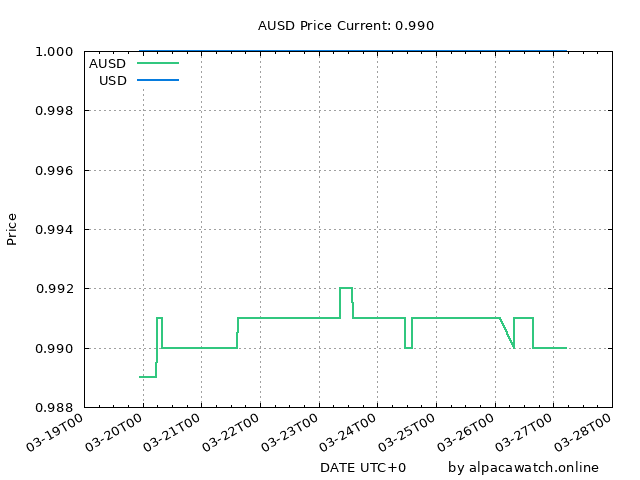 AUSD Price Current: 0.990
1.000
0.998
0.996
0.994
0.992
0.990
0.988
Price
AUSD
USD
03-19T00
03-20T00
03-21T00
03-22T00
03-23T00
03-24T00
03-25T00
03-26T00
03-27T00
03-28T00
DATE UTC+0
by alpacawatch.online